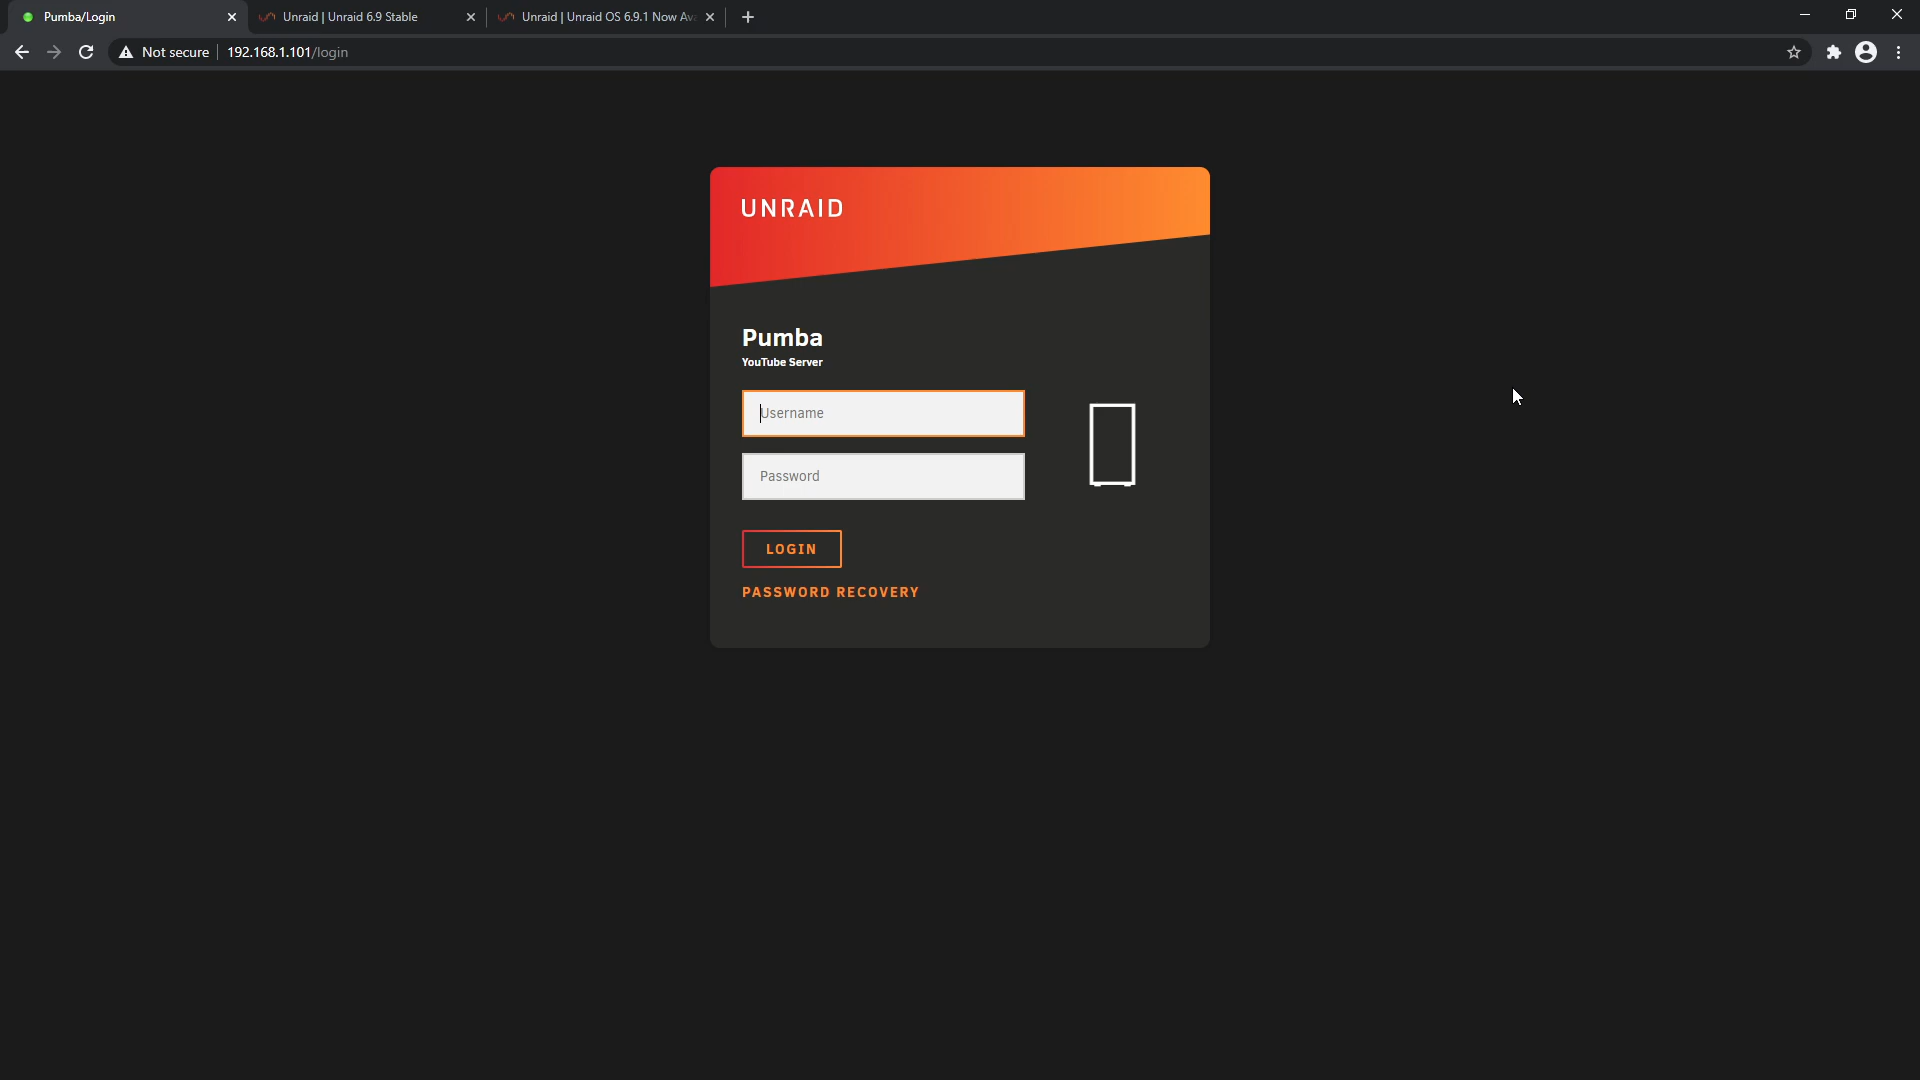 Pumba/Login
Unraid | Unraid 6.9 Stable
Unraid | Unraid OS 6.9.1 Now Av
Not secure
192.168.1.101/login
UNRAID
Pumba
YouTube Server
Username
Password
LOGIN
PASSWORD RECOVERY